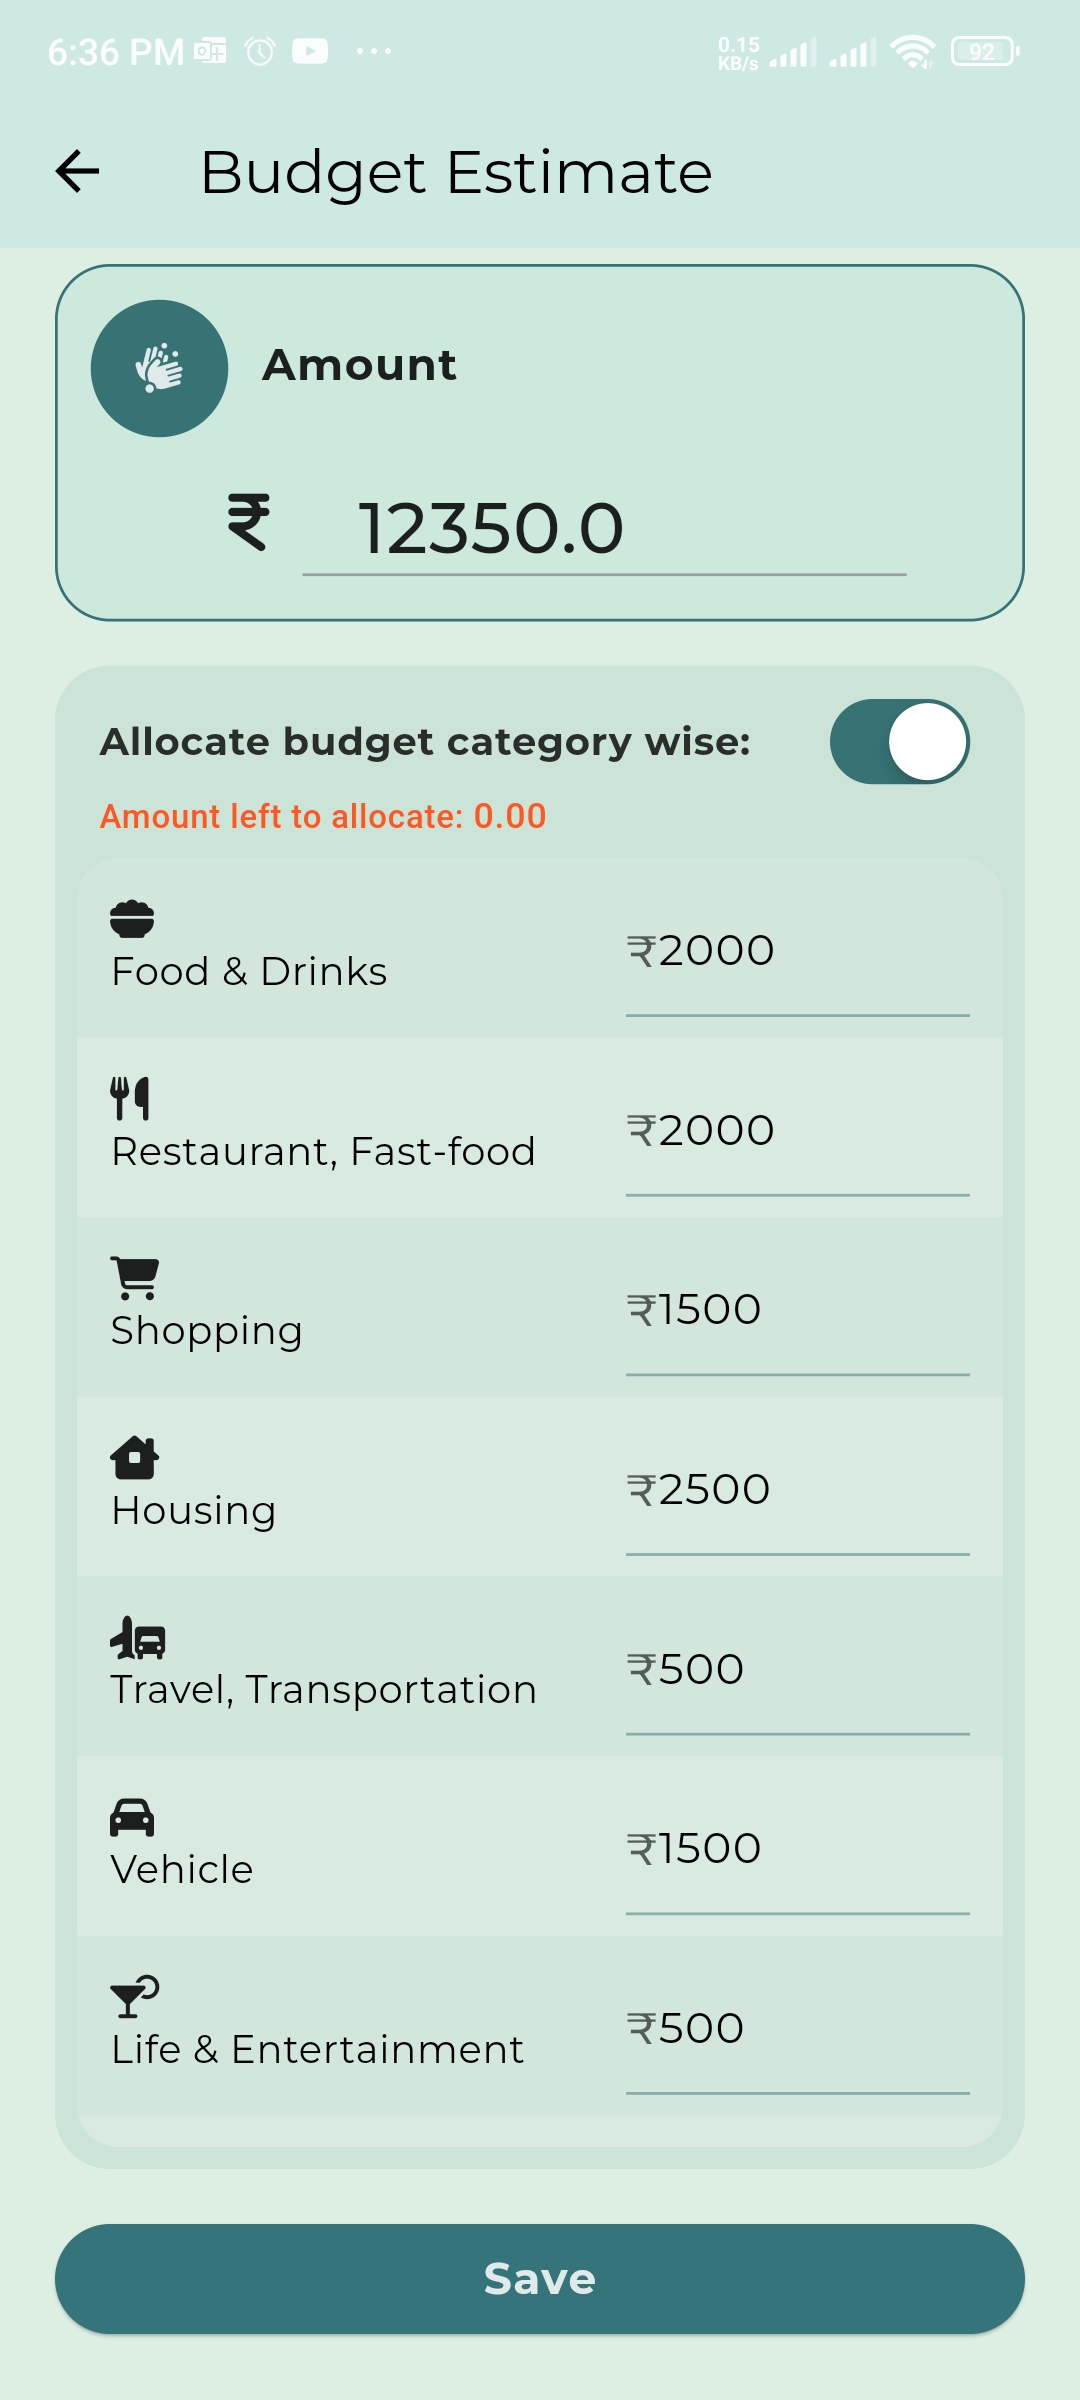 6:36 PM
0.15
KB/s
92
Budget Estimate
Amount
₹ 12350.0
Allocate budget category wise:
Amount left to allocate: 0.00
Food & Drinks
₹2000
Restaurant, Fast-food
₹2000
Shopping
₹1500
Housing
₹2500
Travel, Transportation
₹500
Vehicle
₹1500
Life & Entertainment
₹500
Save